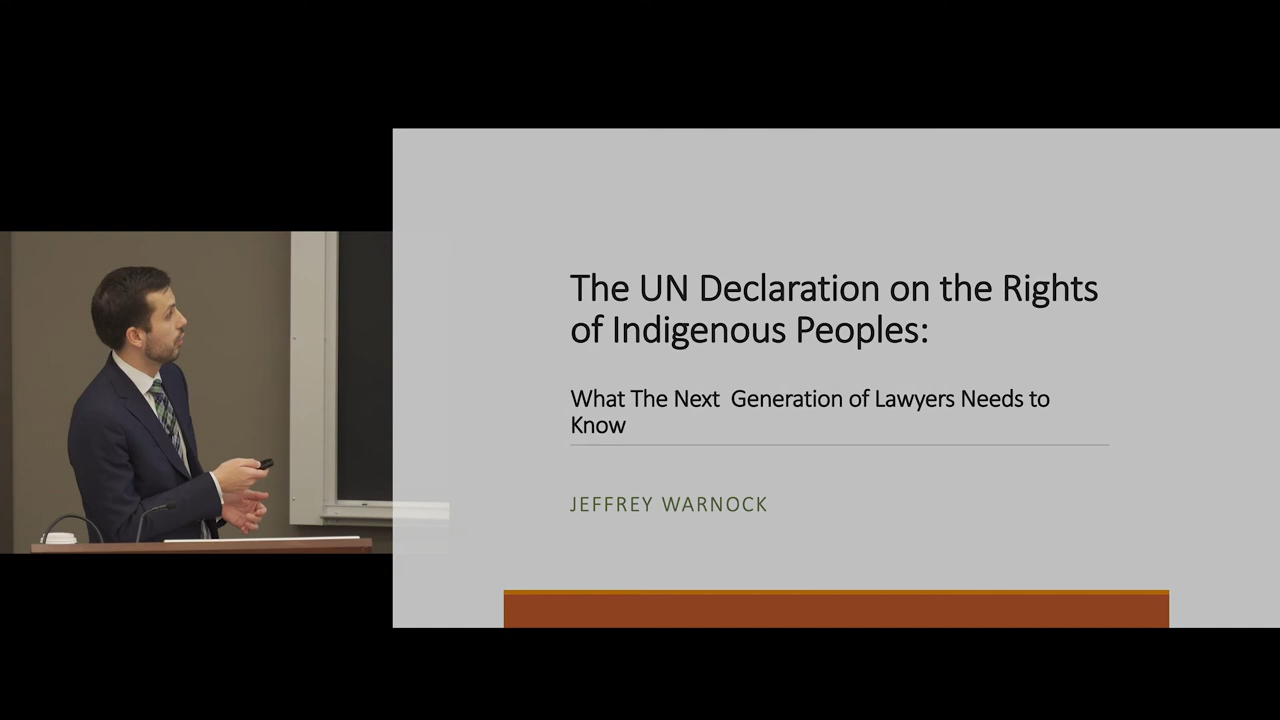 The UN Declaration on the Rights
of Indigenous Peoples:
What The Next Generation of Lawyers Needs to
Know
JEFFREY WARNOCK